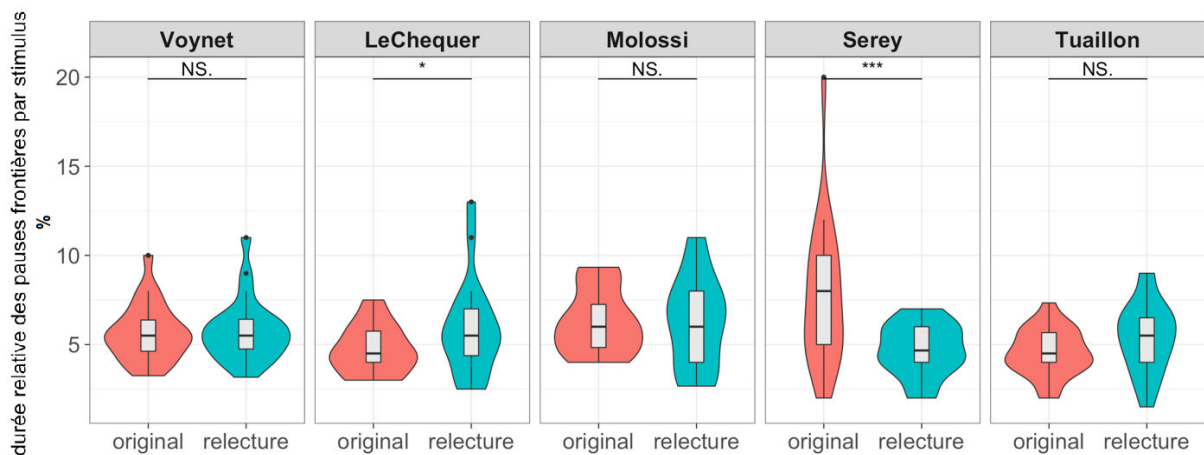 durée relative des pauses frontières par stimulus
%
Voynet LeChequer Molossi Serey Tuaillon
NS. * NS. *** NS.
20
15
10
5
original relecture original relecture original relecture original relecture original relecture